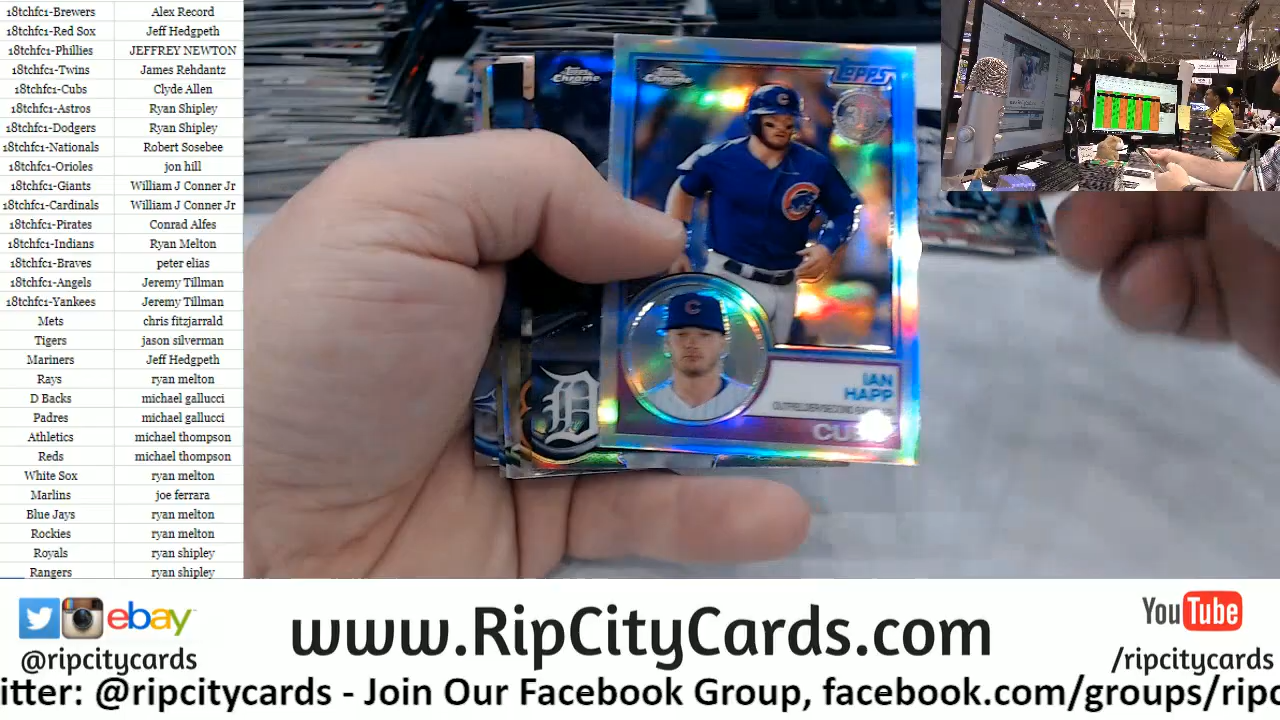 18tchfc1-Brewers Alex Record
18tchfc1-Red Sox Jeff Hedgpeth
18tchfc1-Phillies JEFFREY NEWTON
18tchfc1-Twins James Rehdantz
18tchfc1-Cubs Clyde Allen
18tchfc1-Astros Ryan Shipley
18tchfc1-Dodgers Ryan Shipley
18tchfc1-Nationals Robert Sosebee
18tchfc1-Orioles jon hill
18tchfc1-Giants William J Conner Jr
18tchfc1-Cardinals William J Conner Jr
18tchfc1-Pirates Conrad Alfes
18tchfc1-Indians Ryan Melton
18tchfc1-Braves peter elias
18tchfc1-Angels Jeremy Tillman
18tchfc1-Yankees Jeremy Tillman
Mets chris fitzjarrald
Tigers jason silverman
Mariners Jeff Hedgpeth
Rays ryan melton
D Backs michael gallucci
Padres michael gallucci
Athletics michael thompson
Reds michael thompson
White Sox ryan melton
Marlins joe ferrara
Blue Jays ryan melton
Rockies ryan melton
Royals ryan shipley
Rangers ryan shipley
Topps Chrome
Topps Chrome
topps
C
C
D
IAN
HAPP
ebay
@ripcitycards
www.RipCityCards.com
YouTube
/ripcitycards
itter: @ripcitycards - Join Our Facebook Group, facebook.com/groups/ripc